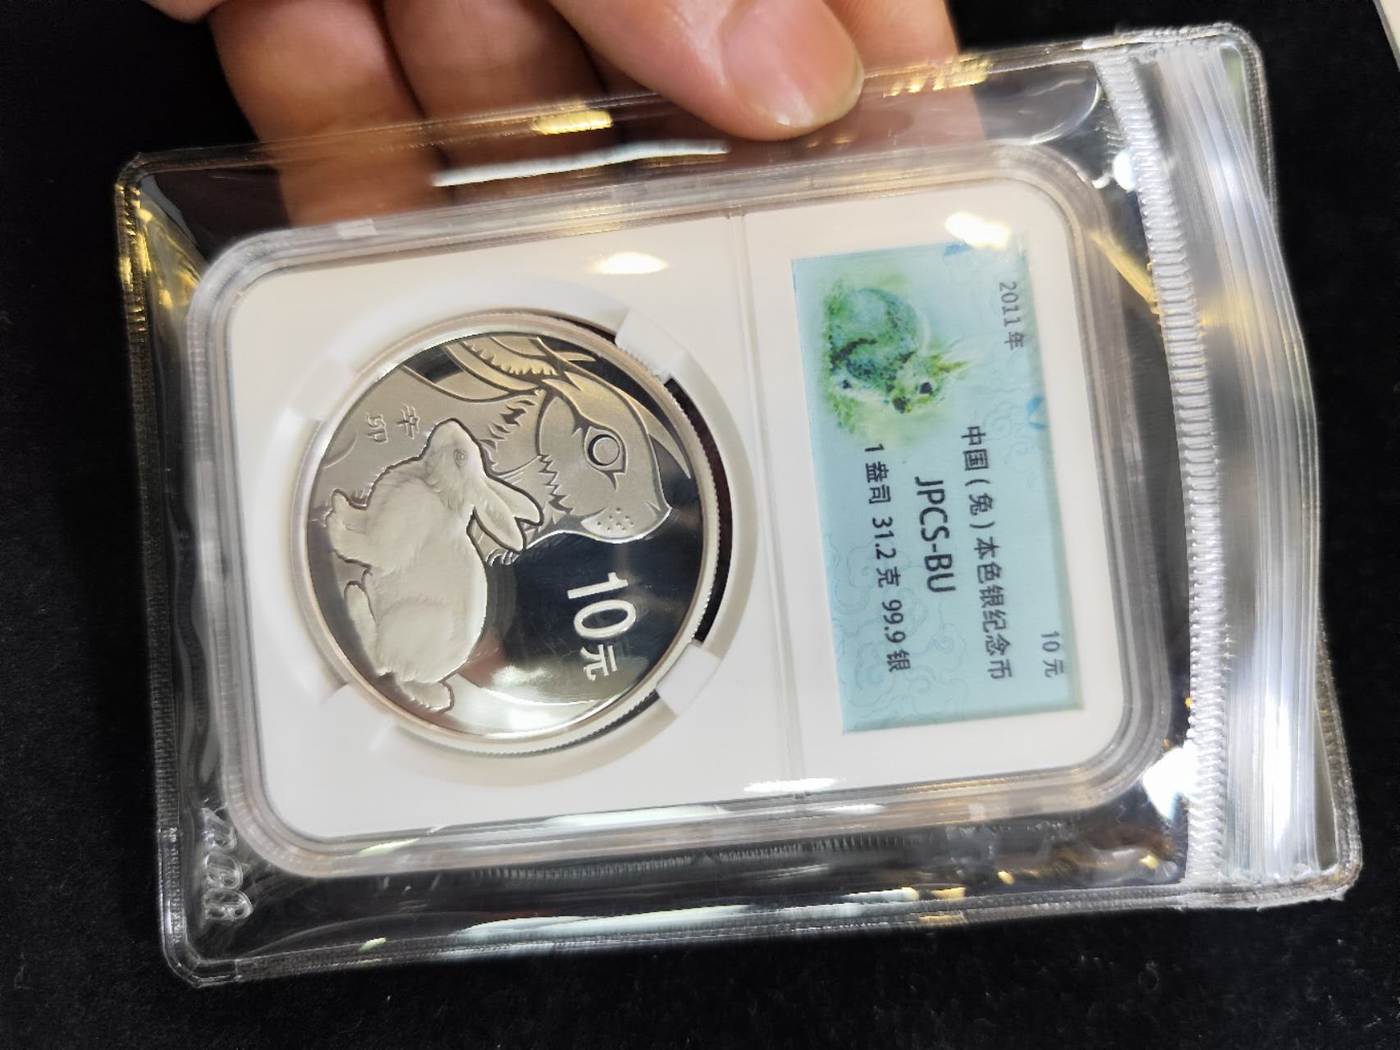 2011年
10元
中国(兔)本色银纪念币
JPCS-BU
1盎司 31.2克 99.9银
辛
卯
10元
PCCB